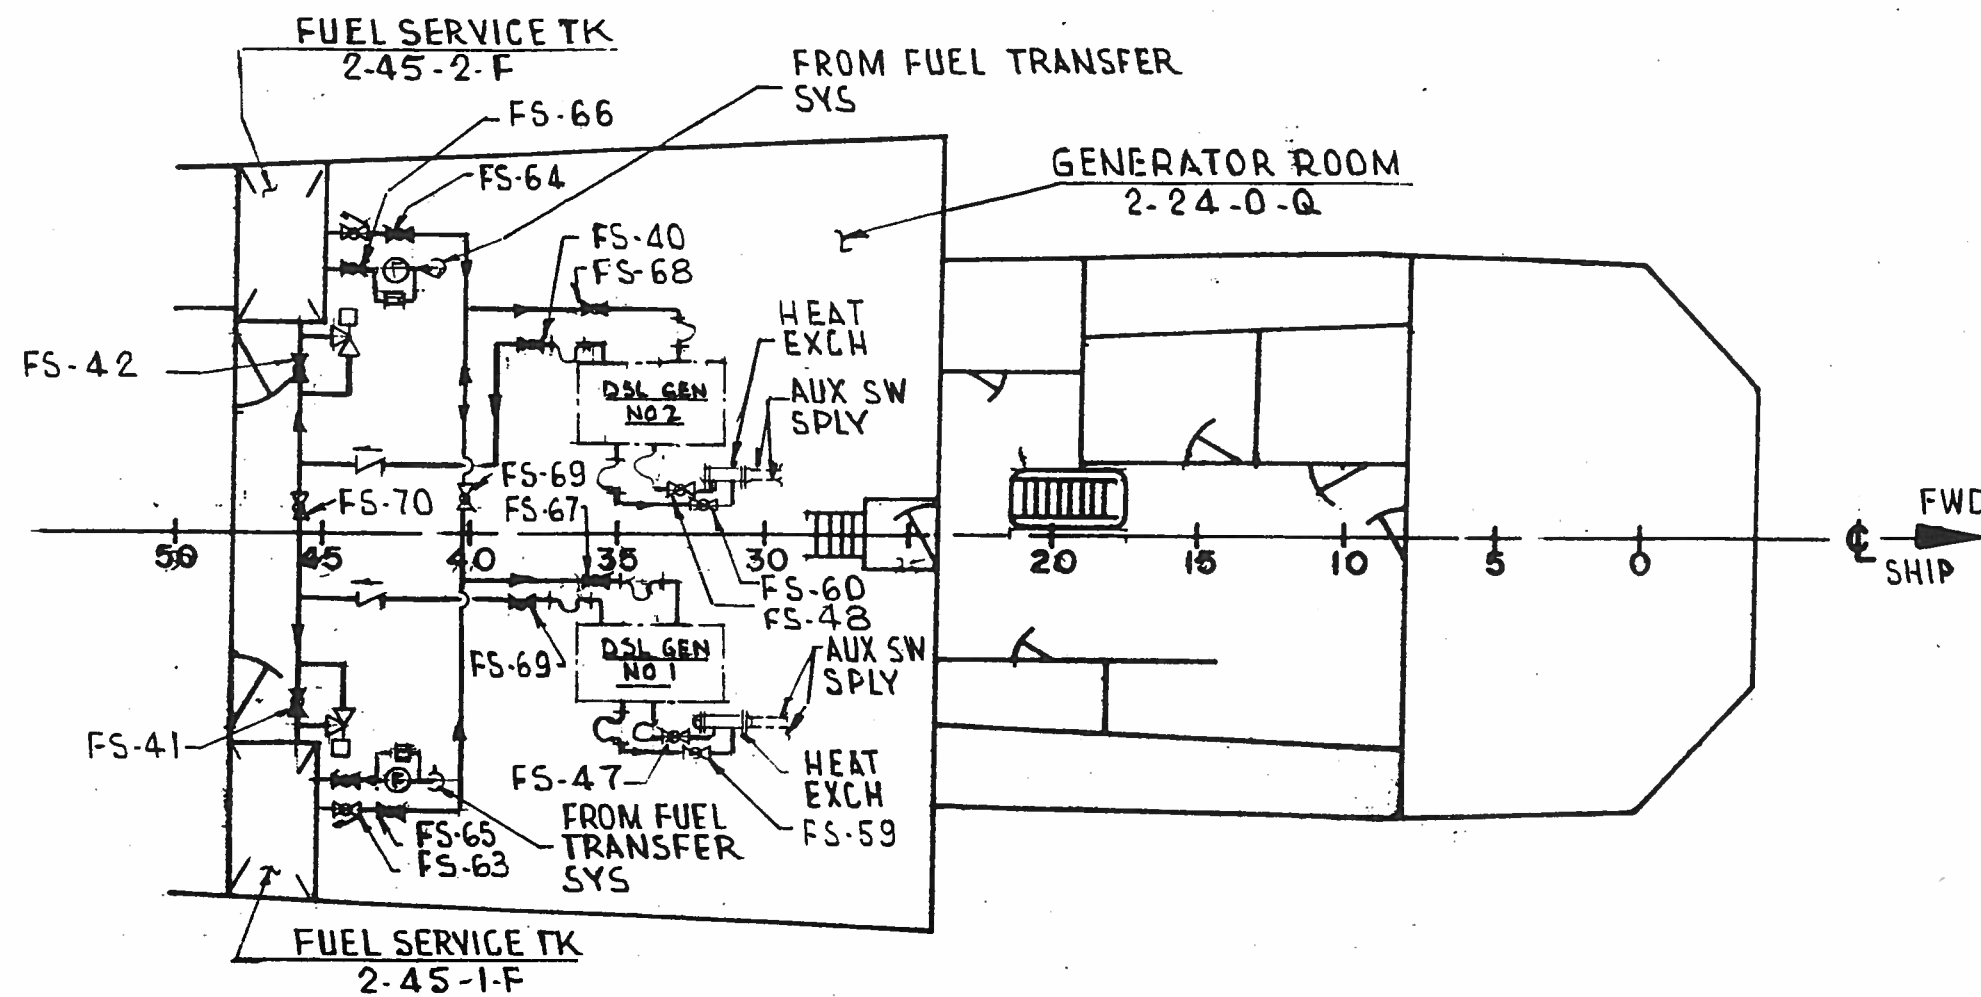 FUEL SERVICE TK
2-45-2-F
FROM FUEL TRANSFER
SYS
FS-66
FS-64
GENERATOR ROOM
2-24-0-Q
FS-40
FS-68
HEAT
EXCH
FS-42
AUX SW
SPLY
DSL GEN
NO 2
FS-69
FS-70
FS-67
FWD
50
45
40
35
30
25
20
15
10
5
0
℄
SHIP
FS-60
FS-48
FS-69
DSL GEN
NO 1
AUX SW
SPLY
FS-41
F
F
FS-47
HEAT
EXCH
FS-65
FS-63
FROM FUEL
TRANSFER
SYS
FS-59
FUEL SERVICE TK
2-45-1-F